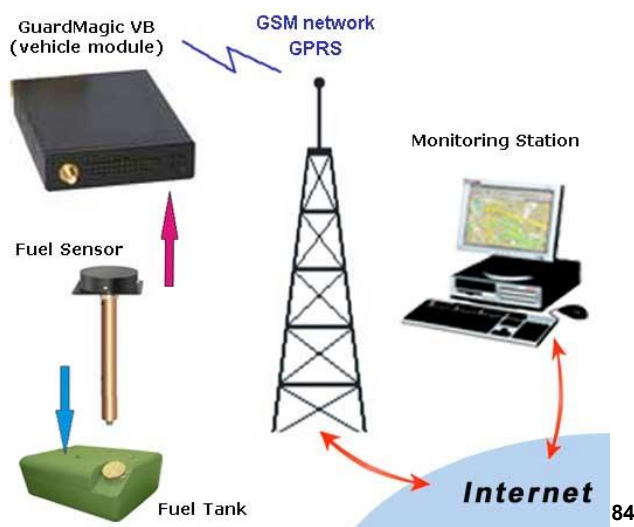 GuardMagic VB
(vehicle module)
GSM network
GPRS
Monitoring Station
Fuel Sensor
Fuel Tank
Internet
84